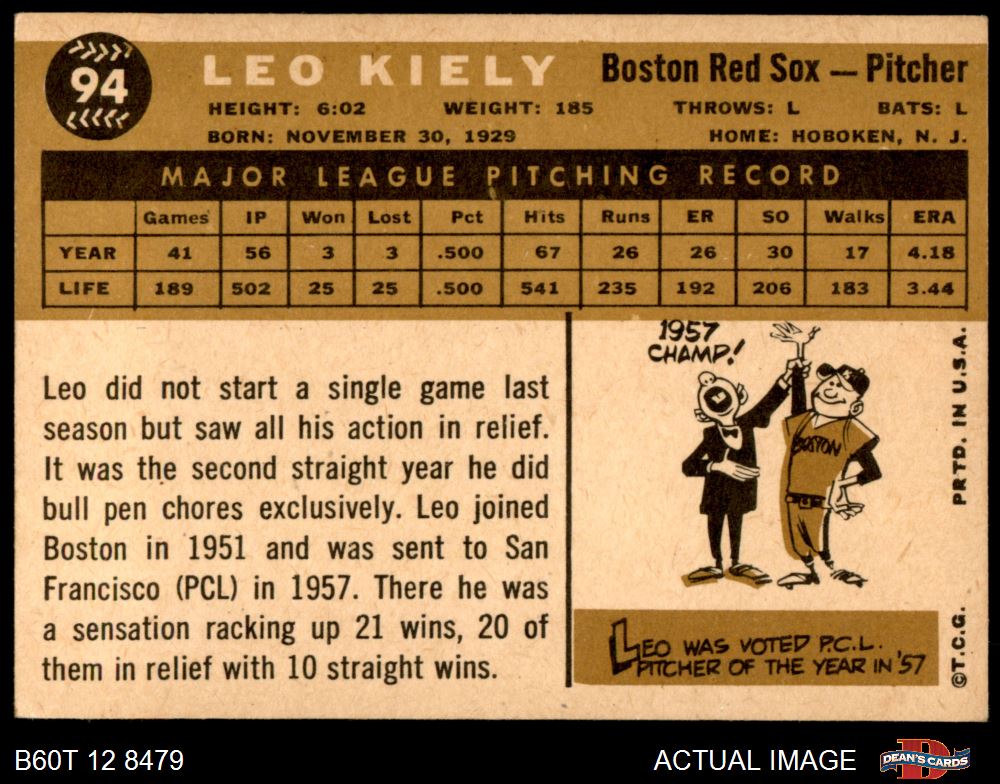 94
LEO KIELY
Boston Red Sox — Pitcher
HEIGHT: 6:02 WEIGHT: 185 THROWS: L BATS: L
BORN: NOVEMBER 30, 1929 HOME: HOBOKEN, N. J.
MAJOR LEAGUE PITCHING RECORD
Games IP Won Lost Pct Hits Runs ER SO Walks ERA
YEAR 41 56 3 3 .500 67 26 26 30 17 4.18
LIFE 189 502 25 25 .500 541 235 192 206 183 3.44
Leo did not start a single game last
season but saw all his action in relief.
It was the second straight year he did
bull pen chores exclusively. Leo joined
Boston in 1951 and was sent to San
Francisco (PCL) in 1957. There he was
a sensation racking up 21 wins, 20 of
them in relief with 10 straight wins.
1957
CHAMP!
BOSTON
LEO WAS VOTED P.C.L.
PITCHER OF THE YEAR IN '57
©T.C.G. PRTD. IN U.S.A.
B60T 12 8479
ACTUAL IMAGE
DEAN'S CARDS